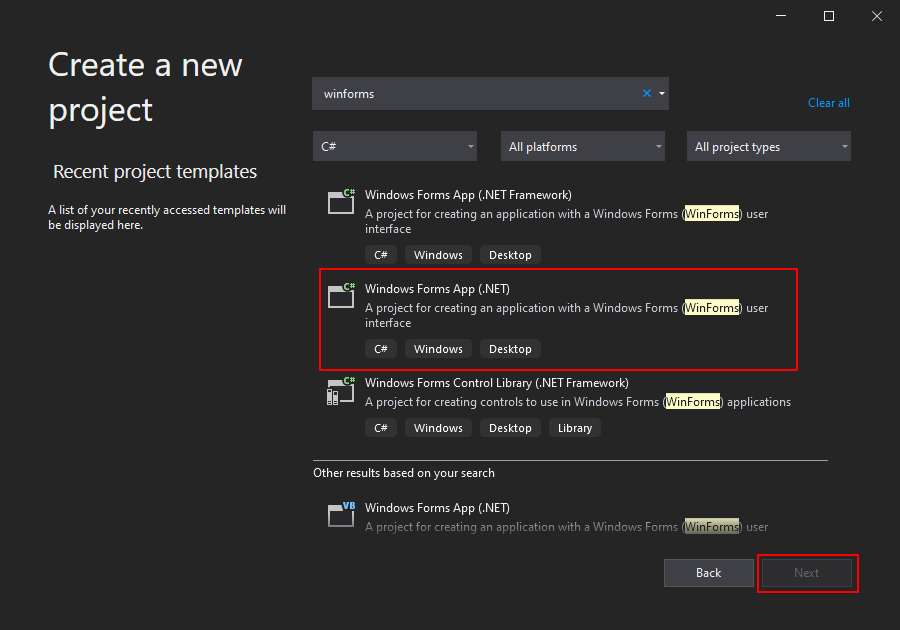 Create a new
project
Recent project templates
A list of your recently accessed templates will
be displayed here.
winforms
Clear all
C#
All platforms
All project types
C#
Windows Forms App (.NET Framework)
A project for creating an application with a Windows Forms (WinForms) user
interface
C#
Windows
Desktop
C#
Windows Forms App (.NET)
A project for creating an application with a Windows Forms (WinForms) user
interface
C#
Windows
Desktop
C#
Windows Forms Control Library (.NET Framework)
A project for creating controls to use in Windows Forms (WinForms) applications
C#
Windows
Desktop
Library
Other results based on your search
VB
Windows Forms App (.NET)
A project for creating an application with a Windows Forms (WinForms) user
Back
Next